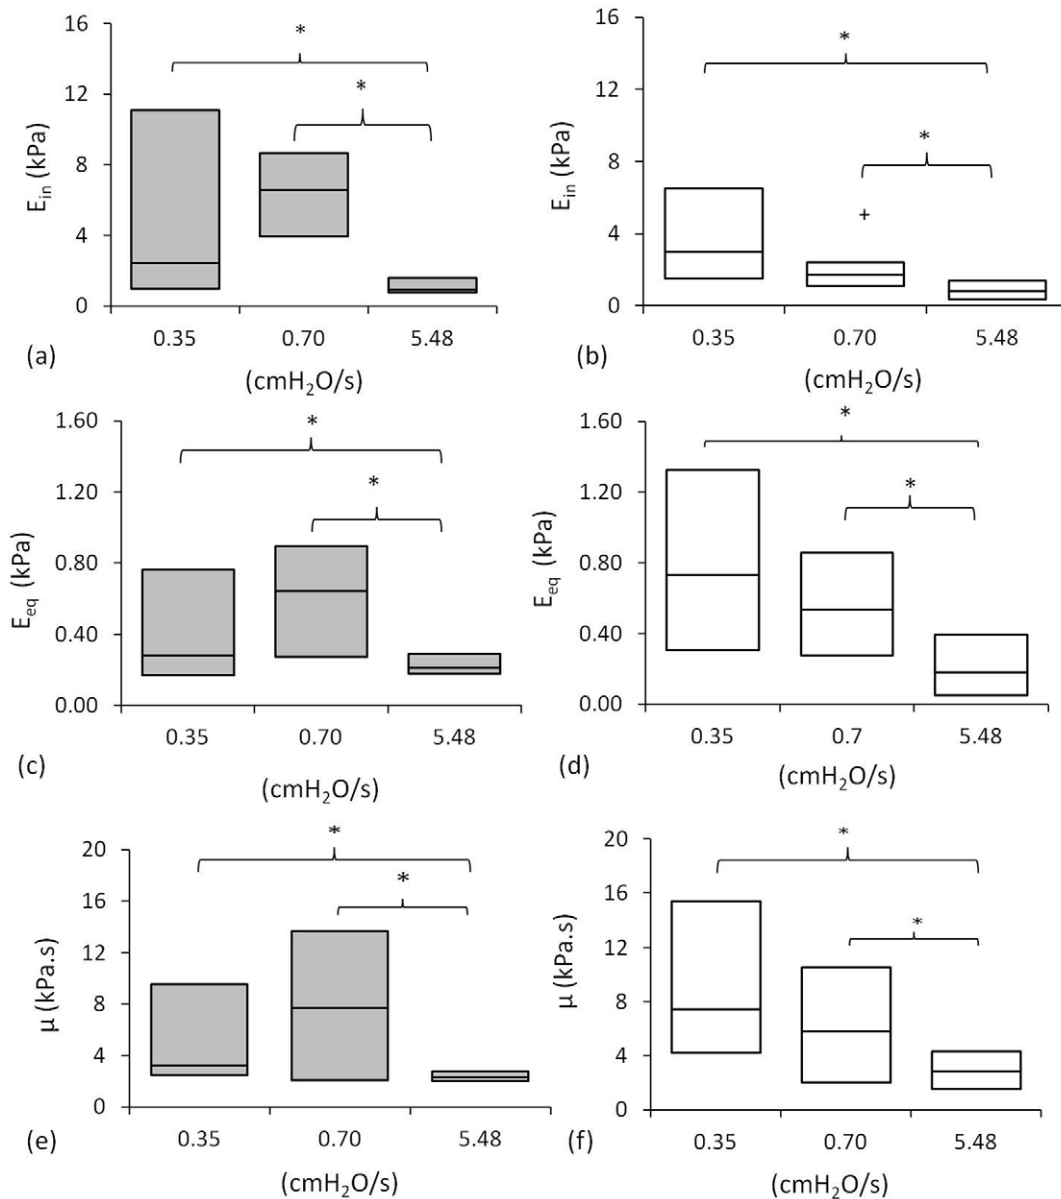 16
12
8
4
0
E_in (kPa)
*
*
0.35 0.70 5.48
(a)
(cmH₂O/s)
16
12
8
4
0
E_in (kPa)
*
*
+
0.35 0.70 5.48
(b)
(cmH₂O/s)
1.60
1.20
0.80
0.40
0.00
E_eq (kPa)
*
*
0.35 0.70 5.48
(c)
(cmH₂O/s)
1.60
1.20
0.80
0.40
0.00
E_eq (kPa)
*
*
0.35 0.7 5.48
(d)
(cmH₂O/s)
20
16
12
8
4
0
μ (kPa.s)
*
*
0.35 0.70 5.48
(e)
(cmH₂O/s)
20
16
12
8
4
0
μ (kPa.s)
*
*
0.35 0.70 5.48
(f)
(cmH₂O/s)